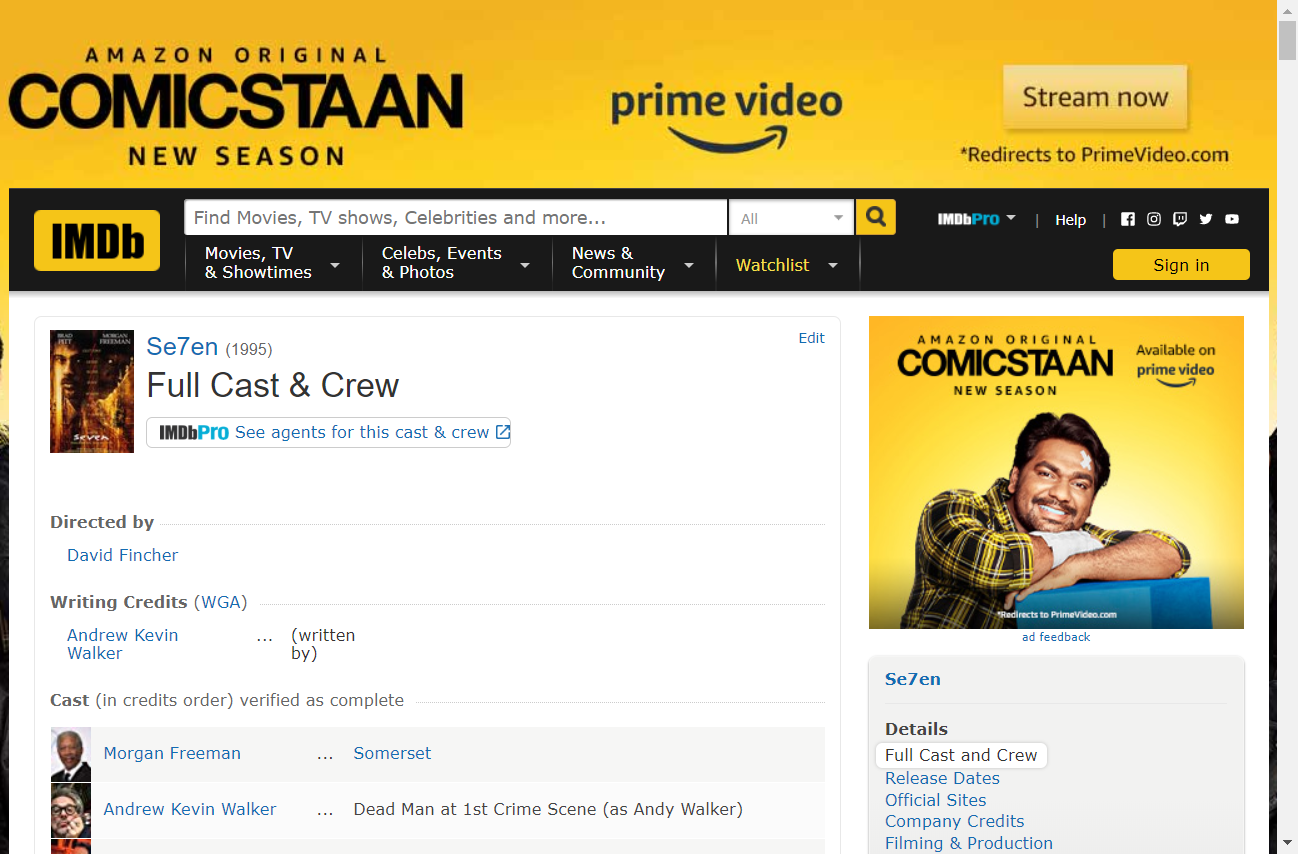 AMAZON ORIGINAL
COMICSTAAN
NEW SEASON
prime video
Stream now
*Redirects to PrimeVideo.com
IMDb
Find Movies, TV shows, Celebrities and more...
All
IMDbPro
|
Help
|
Movies, TV
& Showtimes
Celebs, Events
& Photos
News &
Community
Watchlist
Sign in
Se7en (1995)
Edit
Full Cast & Crew
IMDbPro See agents for this cast & crew
BRAD PITT
MORGAN FREEMAN
seven
Directed by
David Fincher
Writing Credits (WGA)
Andrew Kevin Walker
... (written by)
Cast (in credits order) verified as complete
Morgan Freeman ... Somerset
Andrew Kevin Walker ... Dead Man at 1st Crime Scene (as Andy Walker)
AMAZON ORIGINAL
COMICSTAAN
NEW SEASON
Available on
prime video
*Redirects to PrimeVideo.com
ad feedback
Se7en
Details
Full Cast and Crew
Release Dates
Official Sites
Company Credits
Filming & Production